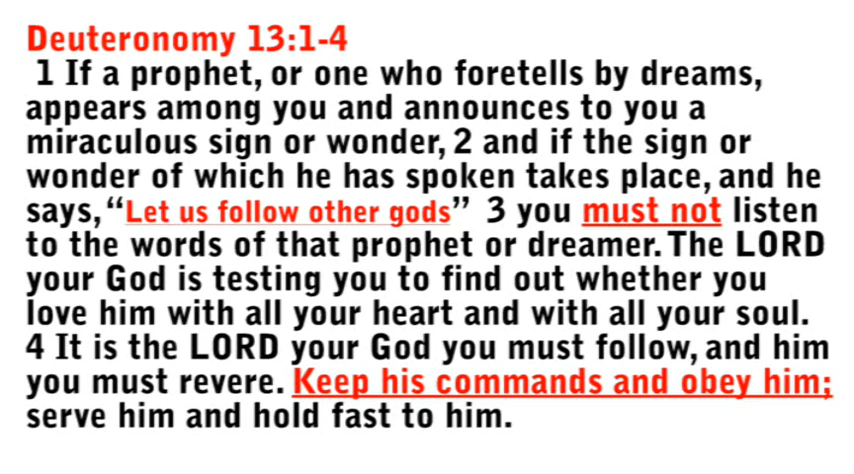 Deuteronomy 13:1-4
1 If a prophet, or one who foretells by dreams,
appears among you and announces to you a
miraculous sign or wonder, 2 and if the sign or
wonder of which he has spoken takes place, and he
says, “Let us follow other gods” 3 you must not listen
to the words of that prophet or dreamer. The LORD
your God is testing you to find out whether you
love him with all your heart and with all your soul.
4 It is the LORD your God you must follow, and him
you must revere. Keep his commands and obey him;
serve him and hold fast to him.